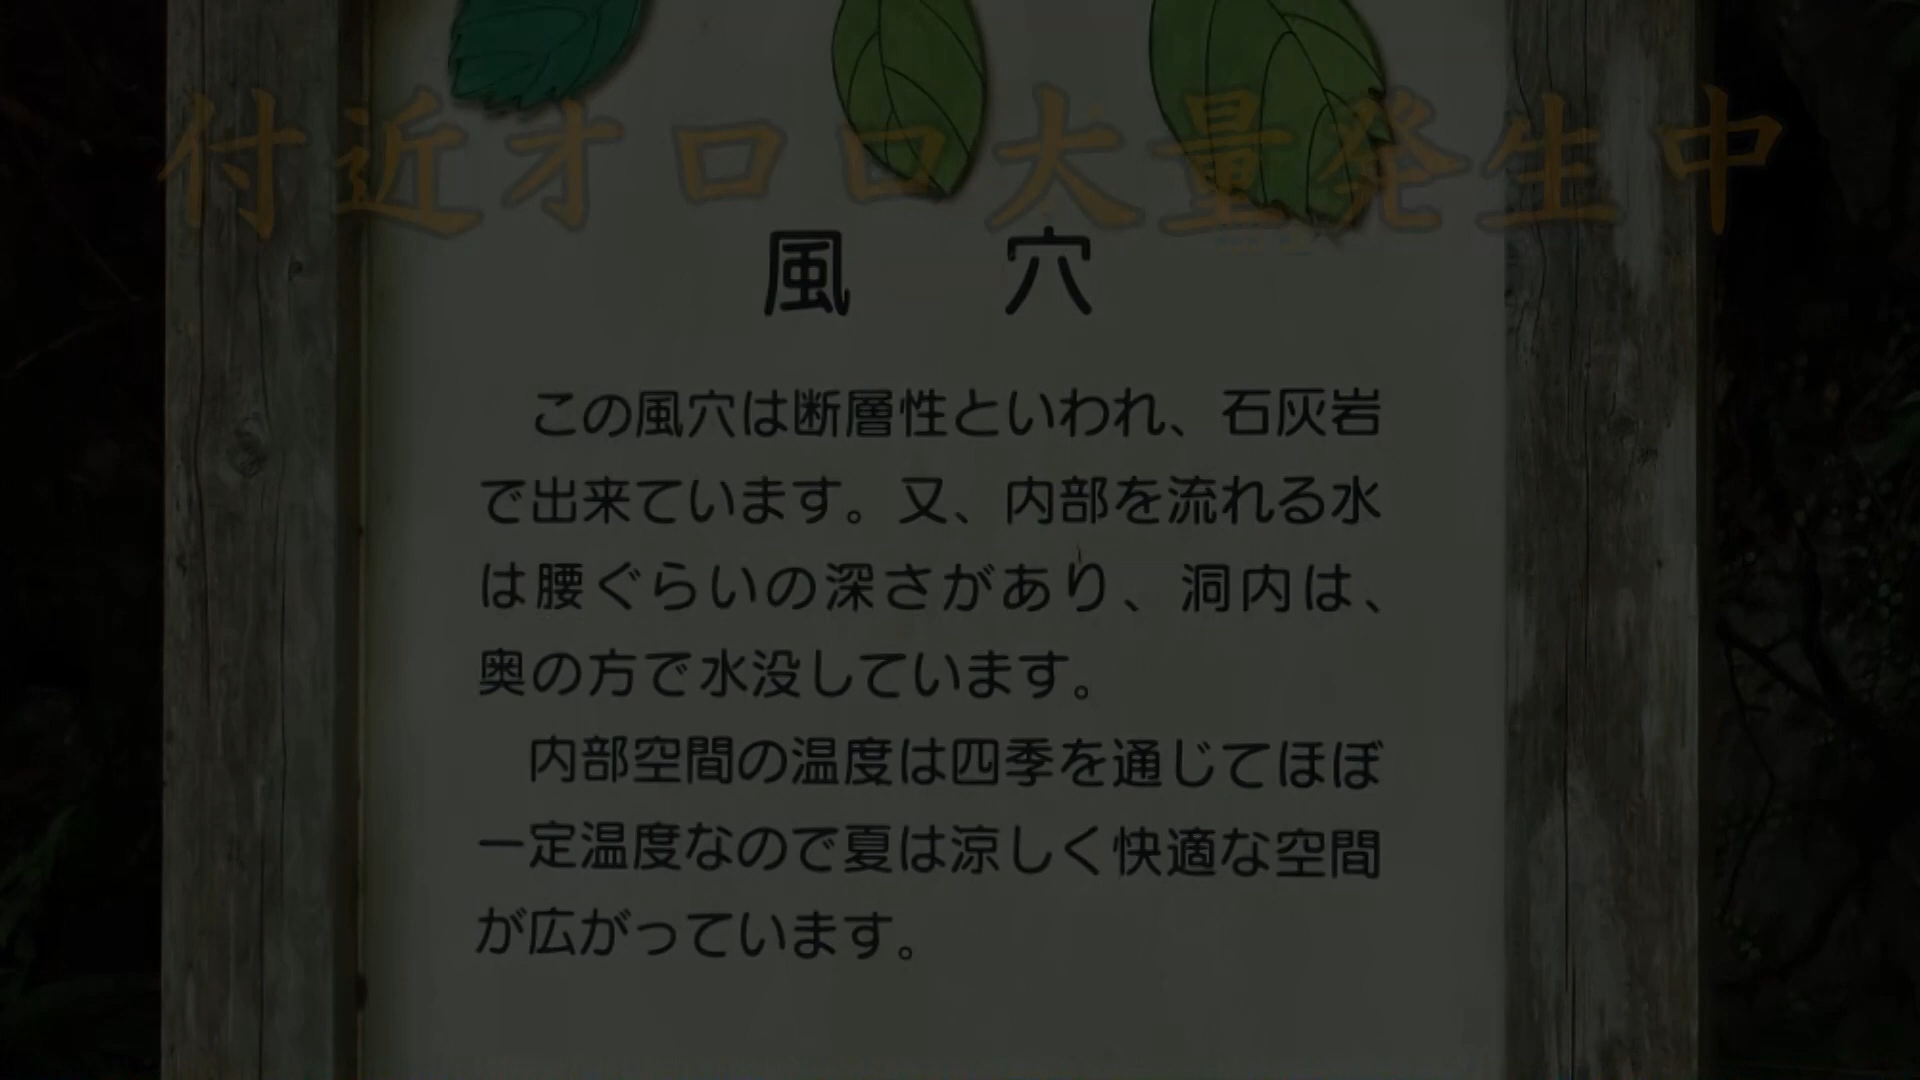 付近オロロ大量発生中
風 穴
この風穴は断層性といわれ、石灰岩
で出来ています。又、内部を流れる水
は腰ぐらいの深さがあり、洞内は、
奥の方で水没しています。
内部空間の温度は四季を通じてほぼ
一定温度なので夏は涼しく快適な空間
が広がっています。